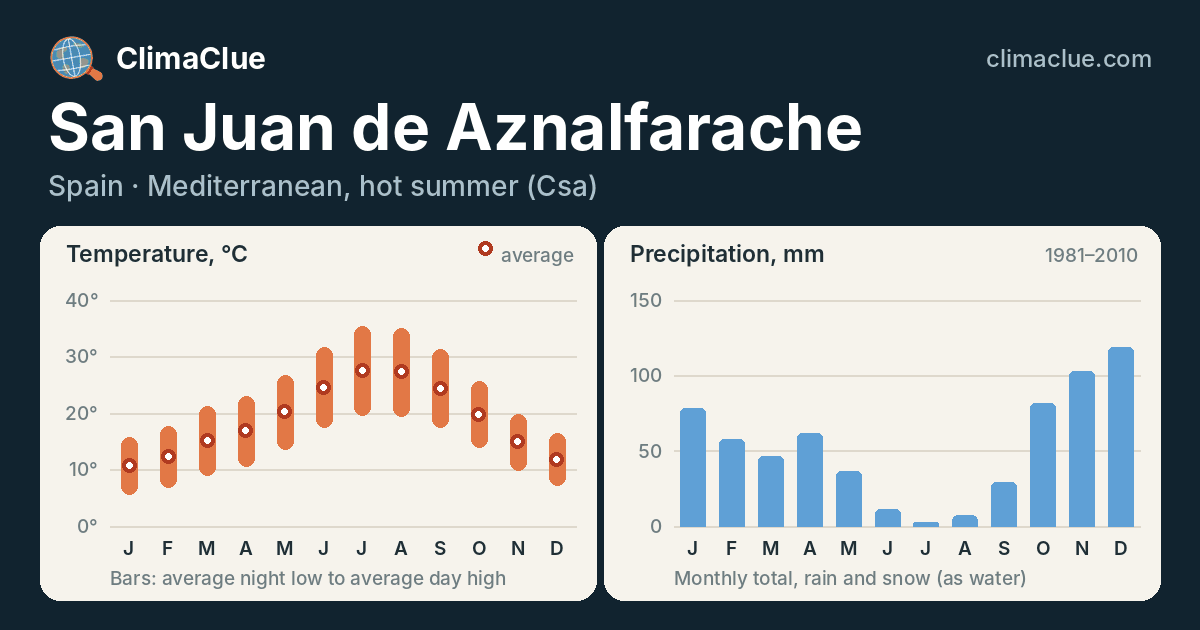 ClimaClue
climaclue.com
San Juan de Aznalfarache
Spain · Mediterranean, hot summer (Csa)
Temperature, °C
average
40°
30°
20°
10°
0°
J F M A M J J A S O N D
Bars: average night low to average day high
Precipitation, mm
1981–2010
150
100
50
0
J F M A M J J A S O N D
Monthly total, rain and snow (as water)